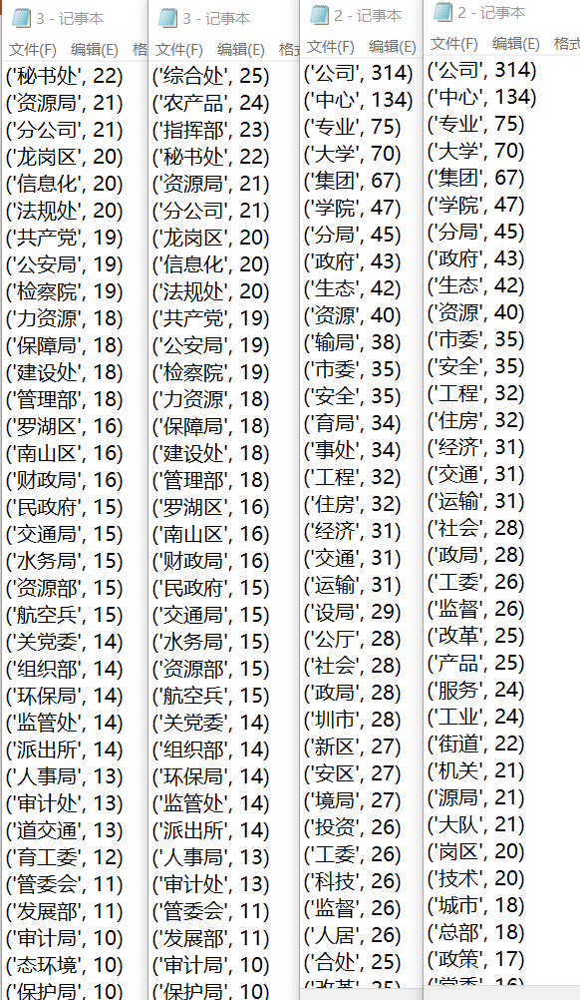 3 - 记事本
文件(F) 编辑(E) 格
('秘书处', 22)
('资源局', 21)
('分公司', 21)
('龙岗区', 20)
('信息化', 20)
('法规处', 20)
('共产党', 19)
('公安局', 19)
('检察院', 19)
('力资源', 18)
('保障局', 18)
('建设处', 18)
('管理部', 18)
('罗湖区', 16)
('南山区', 16)
('财政局', 16)
('民政府', 15)
('交通局', 15)
('水务局', 15)
('资源部', 15)
('航空兵', 15)
('关党委', 14)
('组织部', 14)
('环保局', 14)
('监管处', 14)
('派出所', 14)
('人事局', 13)
('审计处', 13)
('道交通', 13)
('育工委', 12)
('管委会', 11)
('发展部', 11)
('审计局', 10)
('态环境', 10)
('保护局', 10)
3 - 记事本
文件(F) 编辑(E) 格式
('综合处', 25)
('农产品', 24)
('指挥部', 23)
('秘书处', 22)
('资源局', 21)
('分公司', 21)
('龙岗区', 20)
('信息化', 20)
('法规处', 20)
('共产党', 19)
('公安局', 19)
('检察院', 19)
('力资源', 18)
('保障局', 18)
('建设处', 18)
('管理部', 18)
('罗湖区', 16)
('南山区', 16)
('财政局', 16)
('民政府', 15)
('交通局', 15)
('水务局', 15)
('资源部', 15)
('航空兵', 15)
('关党委', 14)
('组织部', 14)
('环保局', 14)
('监管处', 14)
('派出所', 14)
('人事局', 13)
('审计处', 13)
('管委会', 11)
('发展部', 11)
('审计局', 10)
('保护局', 10)
2 - 记事本
文件(F) 编辑(E)
('公司', 314)
('中心', 134)
('专业', 75)
('大学', 70)
('集团', 67)
('学院', 47)
('分局', 45)
('政府', 43)
('生态', 42)
('资源', 40)
('输局', 38)
('市委', 35)
('安全', 35)
('育局', 34)
('事处', 34)
('工程', 32)
('住房', 32)
('经济', 31)
('交通', 31)
('运输', 31)
('设局', 29)
('公厅', 28)
('社会', 28)
('政局', 28)
('圳市', 28)
('新区', 27)
('安区', 27)
('境局', 27)
('投资', 26)
('工委', 26)
('科技', 26)
('监督', 26)
('人居', 26)
('合处', 25)
('改革', 25)
2 - 记事本
文件(F) 编辑(E) 格式
('公司', 314)
('中心', 134)
('专业', 75)
('大学', 70)
('集团', 67)
('学院', 47)
('分局', 45)
('政府', 43)
('生态', 42)
('资源', 40)
('市委', 35)
('安全', 35)
('工程', 32)
('住房', 32)
('经济', 31)
('交通', 31)
('运输', 31)
('社会', 28)
('政局', 28)
('工委', 26)
('监督', 26)
('改革', 25)
('产品', 25)
('服务', 24)
('工业', 24)
('街道', 22)
('机关', 21)
('源局', 21)
('大队', 21)
('岗区', 20)
('技术', 20)
('城市', 18)
('总部', 18)
('政策', 17)
('党委', 16)